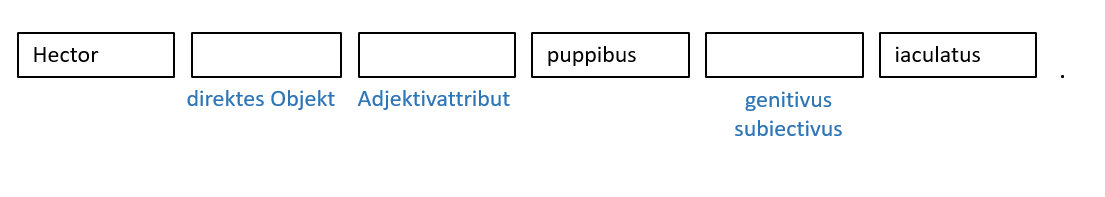 Hector puppibus iaculatus .
direktes Objekt Adjektivattribut genitivus
subiectivus